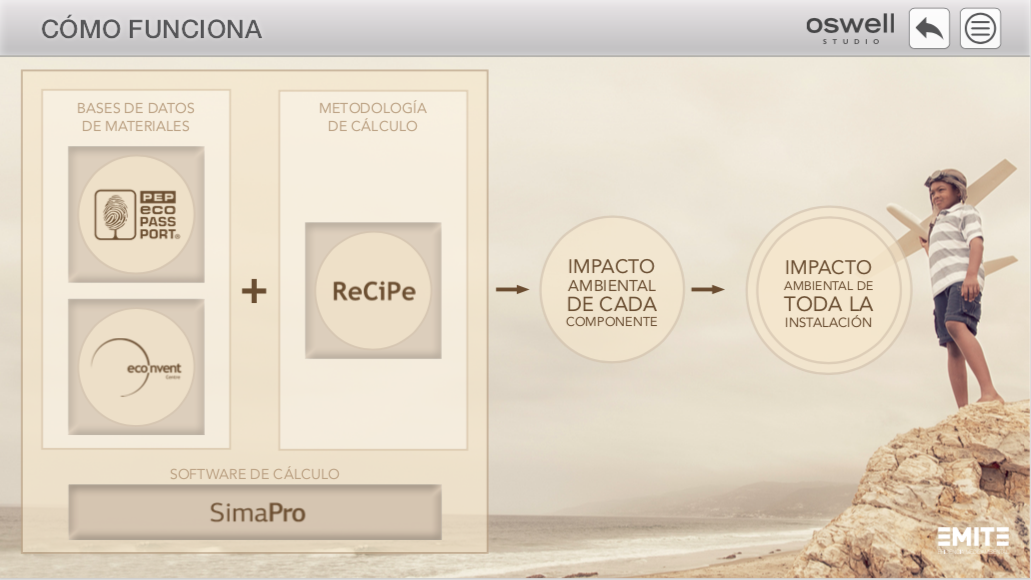 CÓMO FUNCIONA
oswell
STUDIO
BASES DE DATOS
DE MATERIALES
PEP
eco
PASS
PORT®
ecoinvent
Centre
+
METODOLOGÍA
DE CÁLCULO
ReCiPe
SOFTWARE DE CÁLCULO
SimaPro
IMPACTO
AMBIENTAL
DE CADA
COMPONENTE
IMPACTO
AMBIENTAL DE
TODA LA
INSTALACIÓN
EMITE